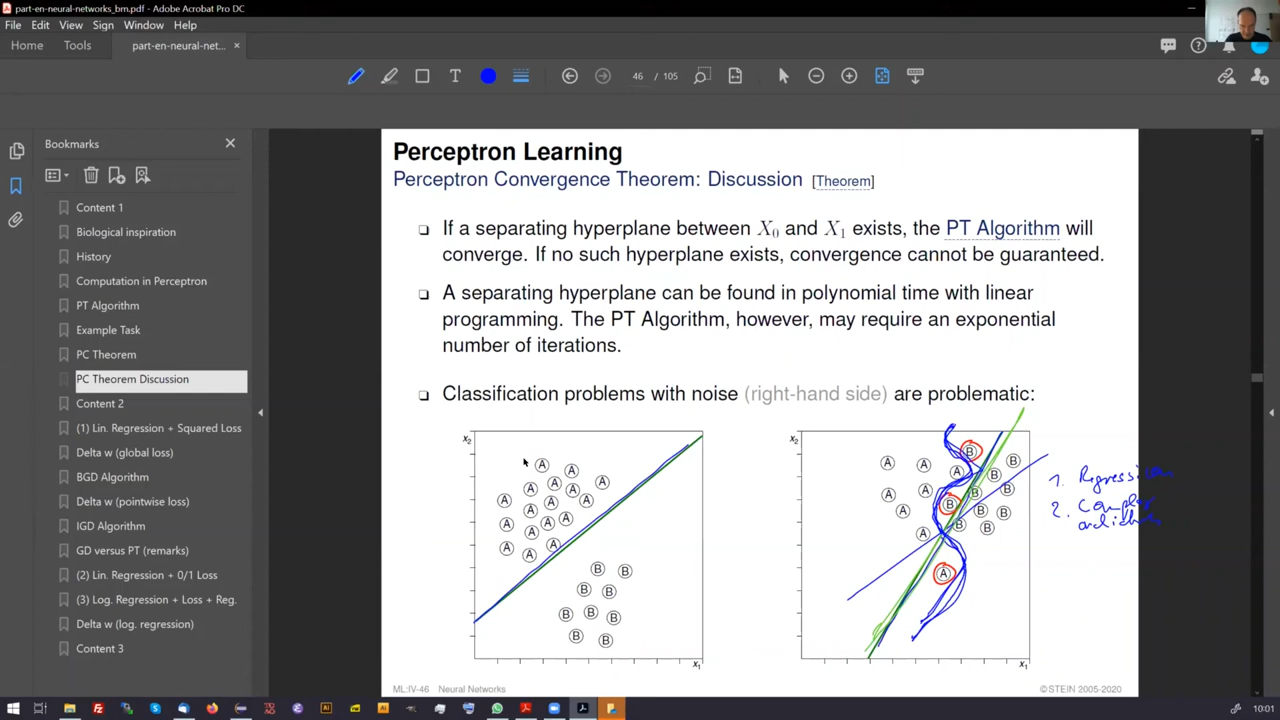 part-en-neural-networks_bm.pdf - Adobe Acrobat Pro DC
File Edit View Sign Window Help
Home Tools part-en-neural-net... ×
46 / 105
Bookmarks
Content 1
Biological inspiration
History
Computation in Perceptron
PT Algorithm
Example Task
PC Theorem
PC Theorem Discussion
Content 2
(1) Lin. Regression + Squared Loss
Delta w (global loss)
BGD Algorithm
Delta w (pointwise loss)
IGD Algorithm
GD versus PT (remarks)
(2) Lin. Regression + 0/1 Loss
(3) Log. Regression + Loss + Reg.
Delta w (log. regression)
Content 3
Perceptron Learning
Perceptron Convergence Theorem: Discussion [Theorem]
❑ If a separating hyperplane between X₀ and X₁ exists, the PT Algorithm will
converge. If no such hyperplane exists, convergence cannot be guaranteed.
❑ A separating hyperplane can be found in polynomial time with linear
programming. The PT Algorithm, however, may require an exponential
number of iterations.
❑ Classification problems with noise (right-hand side) are problematic:
x₂
A A A A A A A A A A A A A A A A A
B B B B B B B B B
x₁
x₂
A A A A A A A A A
B B B B B B B B B B B B
x₁
1. Regression
2. Complex
ML:IV-46 Neural Networks
© STEIN 2005-2020
10:01